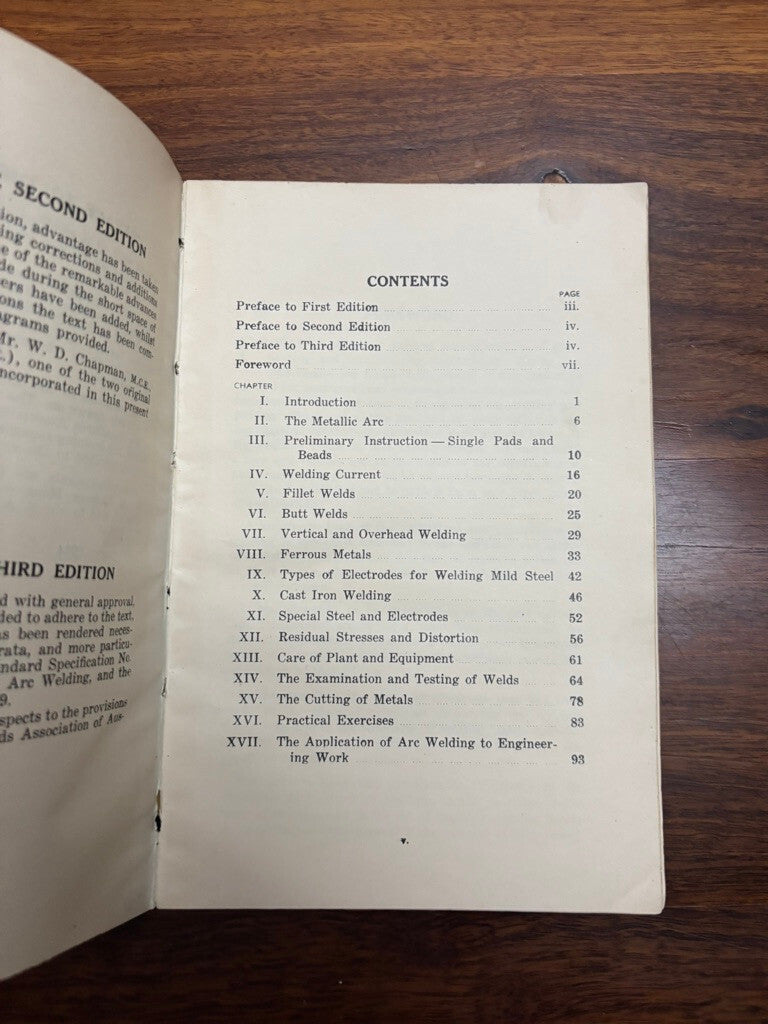 SECOND EDITION
ion, advantage has been taken
ing corrections and additions
e of the remarkable advances
de during the short space of
ers have been added, whilst
ons the text has been com-
agrams provided.
Mr. W. D. Chapman, M.C.E.
.), one of the two original
ncorporated in this present
HIRD EDITION
d with general approval,
ded to adhere to the text,
s been rendered neces-
rata, and more particu-
ndard Specification No.
Arc Welding, and the
9.
spects to the provisions
ds Association of Aus-
CONTENTS
PAGE
Preface to First Edition iii.
Preface to Second Edition iv.
Preface to Third Edition iv.
Foreword vii.
CHAPTER
I. Introduction 1
II. The Metallic Arc 6
III. Preliminary Instruction — Single Pads and
Beads 10
IV. Welding Current 16
V. Fillet Welds 20
VI. Butt Welds 25
VII. Vertical and Overhead Welding 29
VIII. Ferrous Metals 33
IX. Types of Electrodes for Welding Mild Steel 42
X. Cast Iron Welding 46
XI. Special Steel and Electrodes 52
XII. Residual Stresses and Distortion 56
XIII. Care of Plant and Equipment 61
XIV. The Examination and Testing of Welds 64
XV. The Cutting of Metals 78
XVI. Practical Exercises 83
XVII. The Application of Arc Welding to Engineer-
ing Work 93
v.